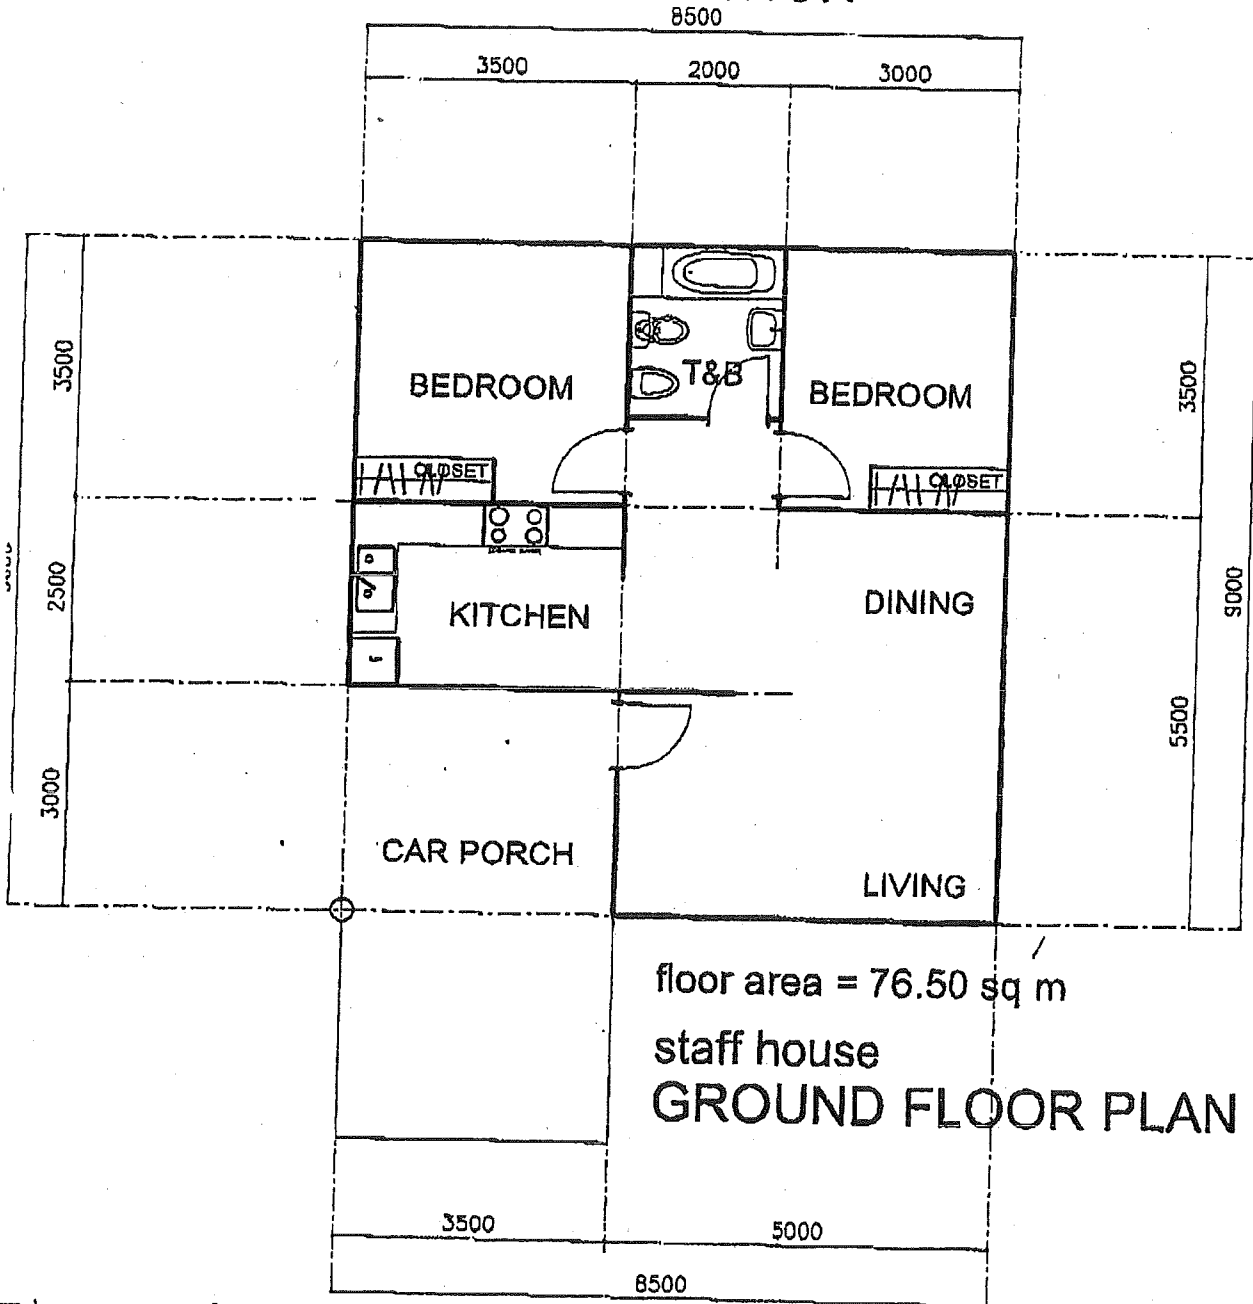 8500
3500 2000 3000
3500
3500
BEDROOM
T&B
BEDROOM
CLOSET
CLOSET
2500
KITCHEN
DINING
9000
5500
3000
CAR PORCH
LIVING
floor area = 76.50 sq m
staff house
GROUND FLOOR PLAN
3500 5000
8500